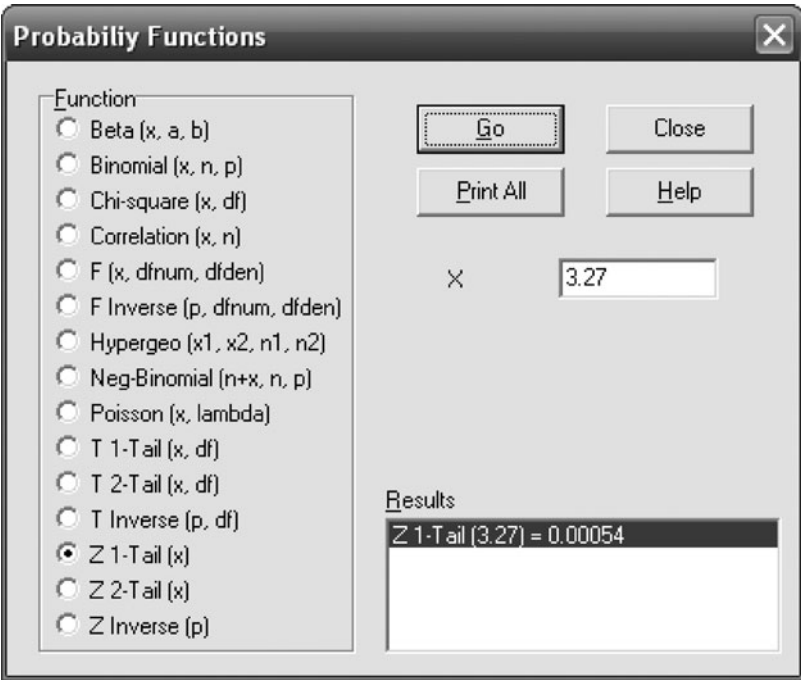 Probabiliy Functions
Function
Beta (x, a, b)
Binomial (x, n, p)
Chi-square (x, df)
Correlation (x, n)
F (x, dfnum, dfden)
F Inverse (p, dfnum, dfden)
Hypergeo (x1, x2, n1, n2)
Neg-Binomial (n+x, n, p)
Poisson (x, lambda)
T 1-Tail (x, df)
T 2-Tail (x, df)
T Inverse (p, df)
Z 1-Tail (x)
Z 2-Tail (x)
Z Inverse (p)
Go
Close
Print All
Help
X
3.27
Results
Z 1-Tail (3.27) = 0.00054